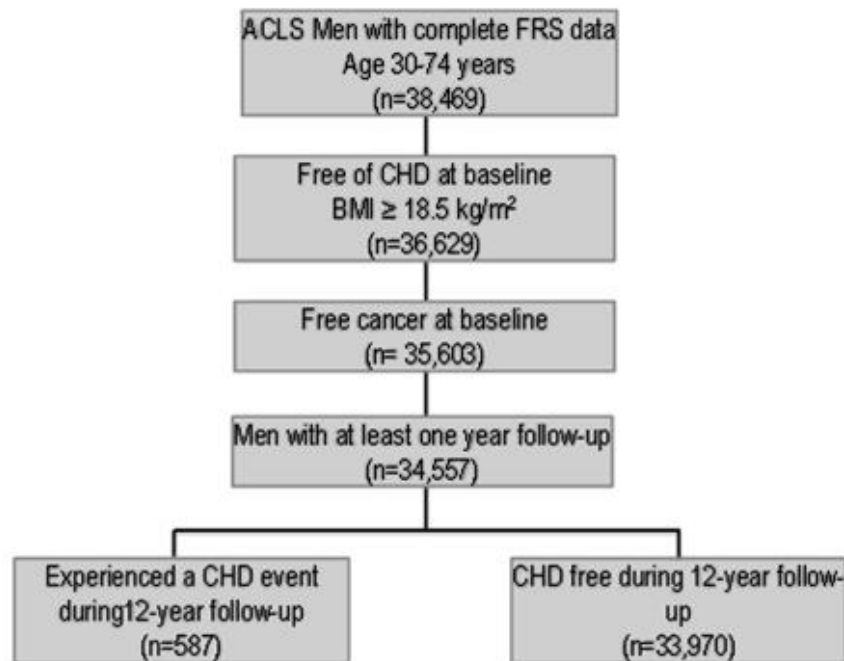 ACLS Men with complete FRS data
Age 30-74 years
(n=38,469)
Free of CHD at baseline
BMI ≥ 18.5 kg/m²
(n=36,629)
Free cancer at baseline
(n= 35,603)
Men with at least one year follow-up
(n=34,557)
Experienced a CHD event
during12-year follow-up
(n=587)
CHD free during 12-year follow-
up
(n=33,970)